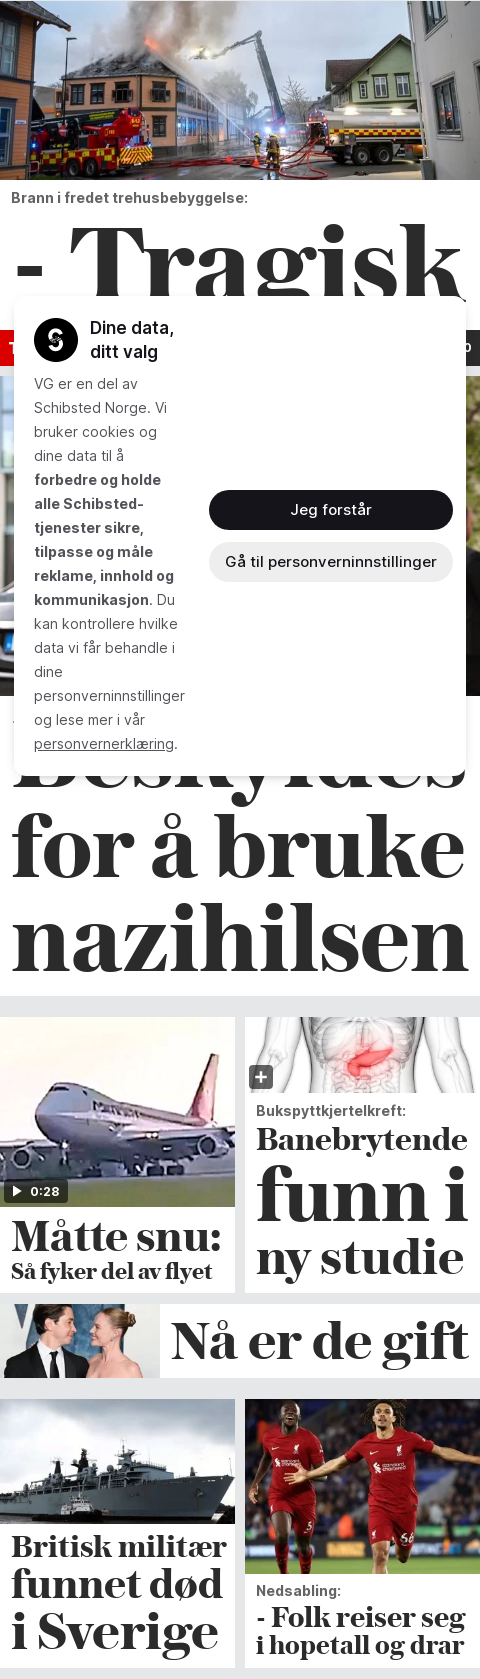 Brann i fredet trehusbebyggelse:
- Tragisk
Dine data,
ditt valg
VG er en del av
Schibsted Norge. Vi
bruker cookies og
dine data til å
forbedre og holde
alle Schibsted-
tjenester sikre,
tilpasse og måle
reklame, innhold og
kommunikasjon. Du
kan kontrollere hvilke
data vi får behandle i
dine
personverninnstillinger
og lese mer i vår
personvernerklæring.
Jeg forstår
Gå til personverninnstillinger
Beskyldes
for å bruke
nazihilsen
0:28
Måtte snu:
Så fyker del av flyet
Bukspyttkjertelkreft:
Banebrytende
funn i
ny studie
Nå er de gift
Britisk militær
funnet død
i Sverige
Nedsabling:
- Folk reiser seg
i hopetall og drar